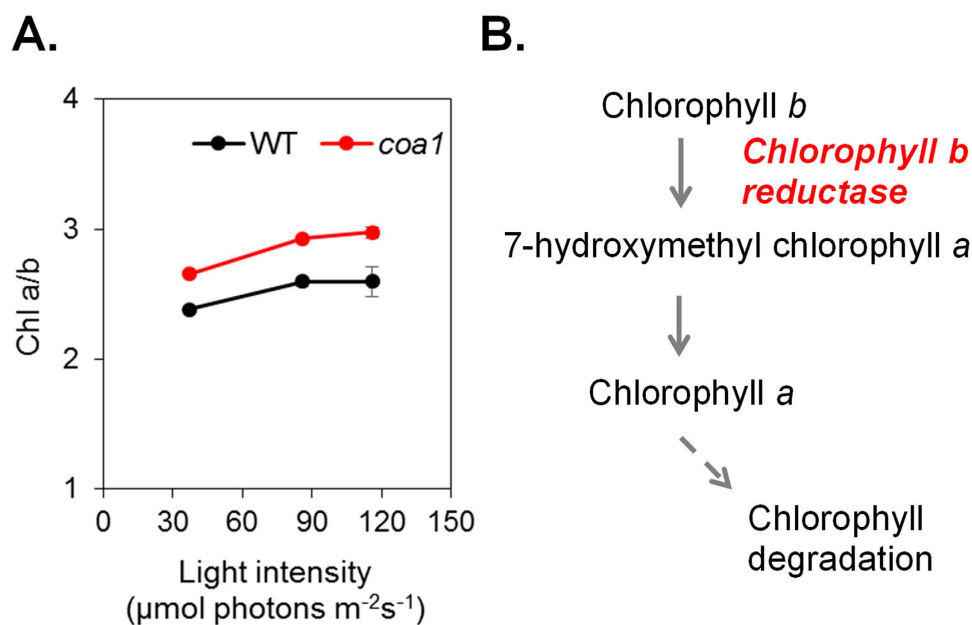 A.
4
3
2
1
Chl a/b
WT
coa1
0 30 60 90 120 150
Light intensity
(µmol photons m⁻²s⁻¹)
B.
Chlorophyll b
Chlorophyll b
reductase
7-hydroxymethyl chlorophyll a
Chlorophyll a
Chlorophyll
degradation